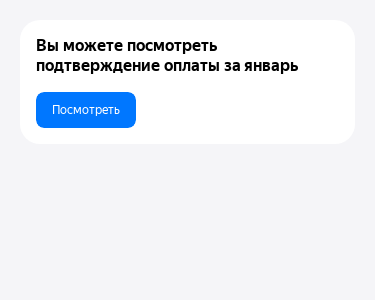 Вы можете посмотреть
подтверждение оплаты за январь
Посмотреть